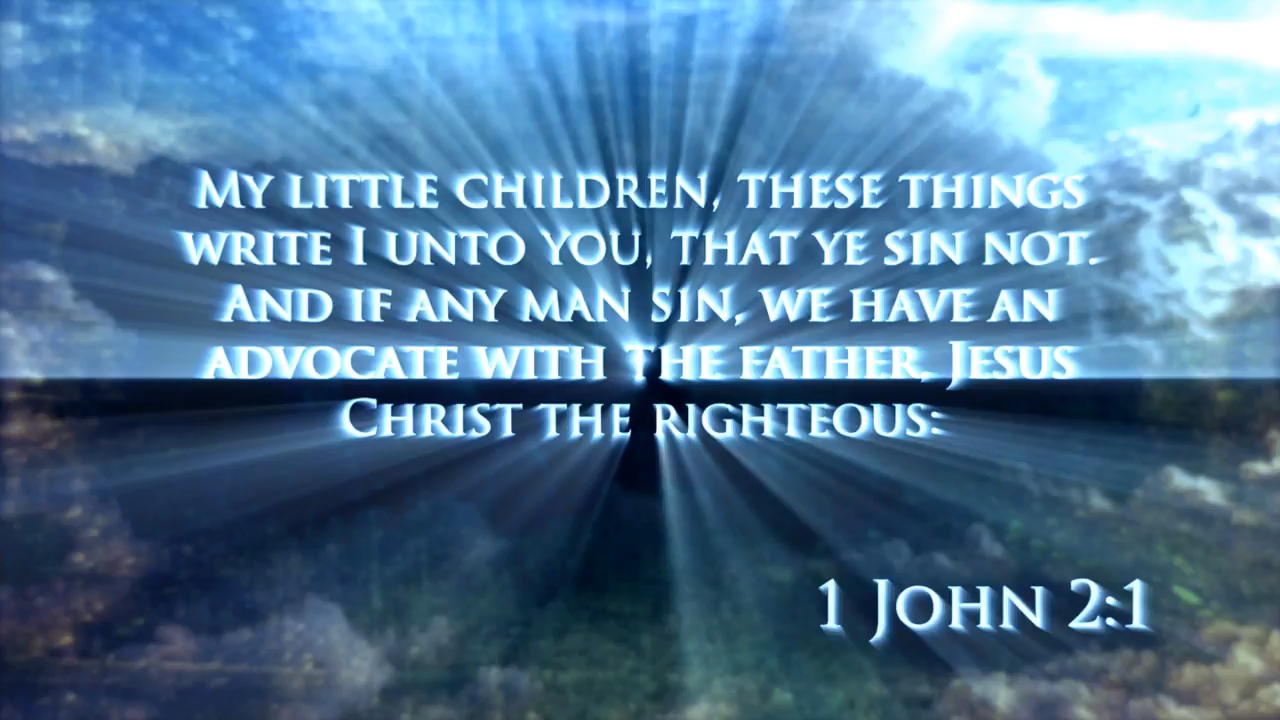 My little children, these things
write I unto you, that ye sin not.
And if any man sin, we have an
advocate with the Father, Jesus
Christ the righteous:
1 John 2:1